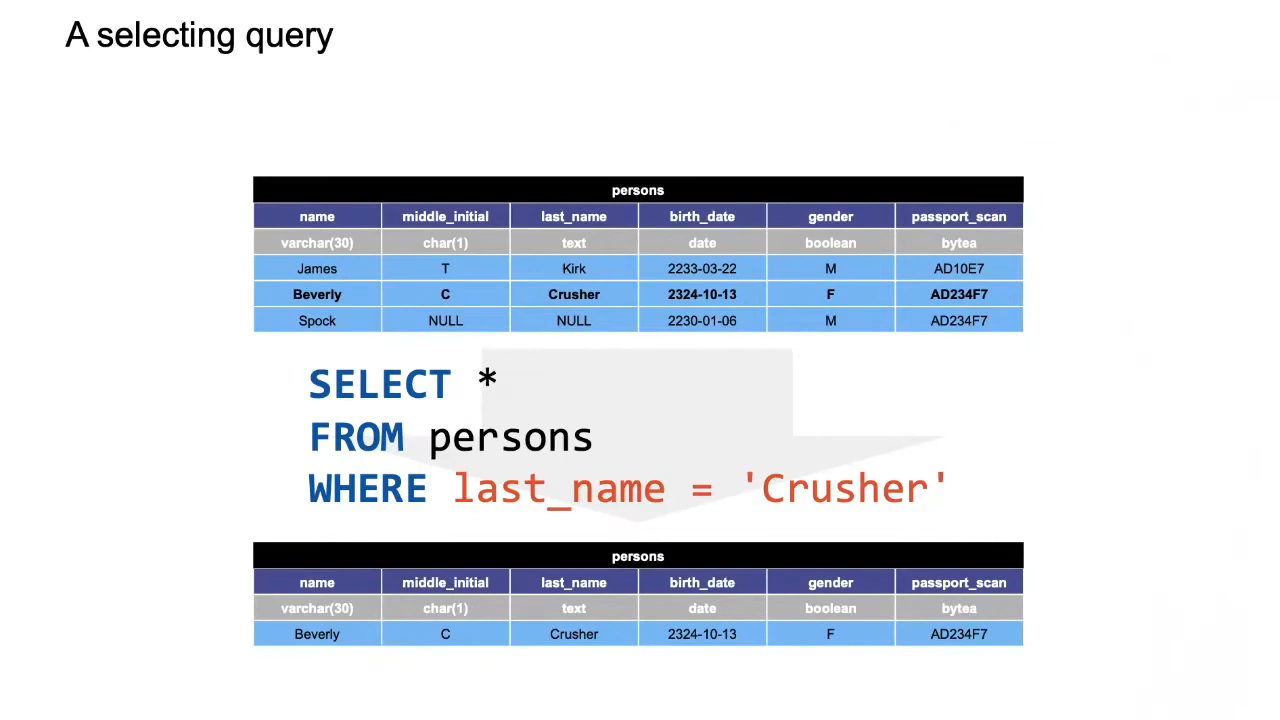 A selecting query
persons
name middle_initial last_name birth_date gender passport_scan
varchar(30) char(1) text date boolean bytea
James T Kirk 2233-03-22 M AD10E7
Beverly C Crusher 2324-10-13 F AD234F7
Spock NULL NULL 2230-01-06 M AD234F7
SELECT *
FROM persons
WHERE last_name = 'Crusher'
persons
name middle_initial last_name birth_date gender passport_scan
varchar(30) char(1) text date boolean bytea
Beverly C Crusher 2324-10-13 F AD234F7